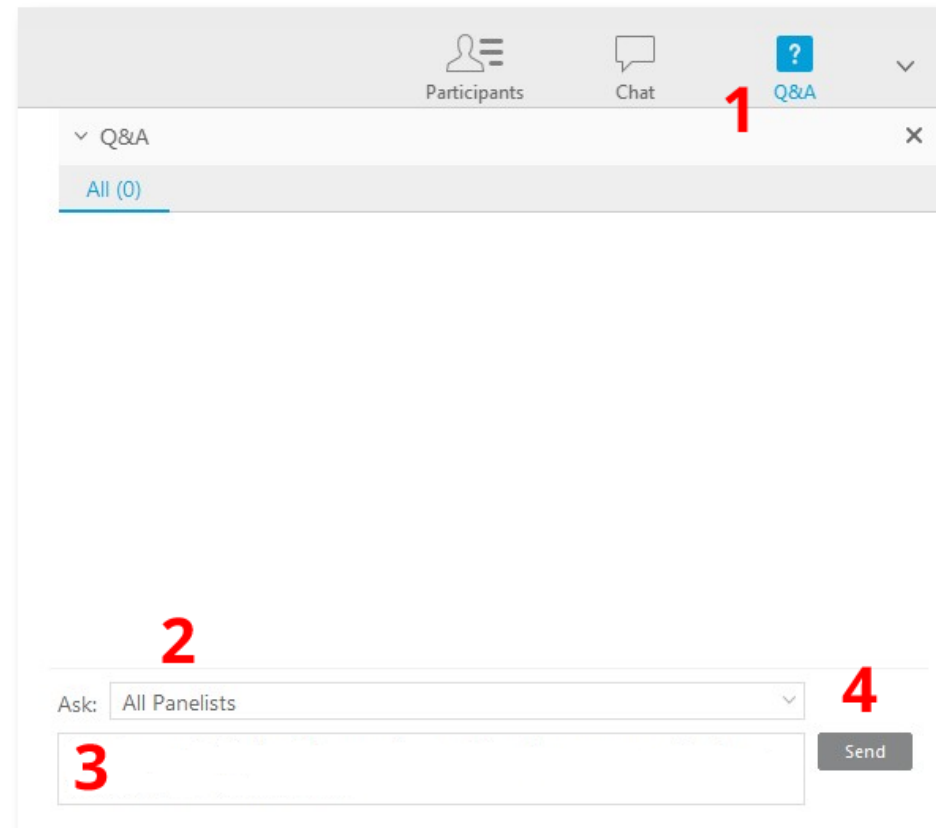 Participants Chat Q&A
1
Q&A
All (0)
2
Ask: All Panelists
4
3
Send